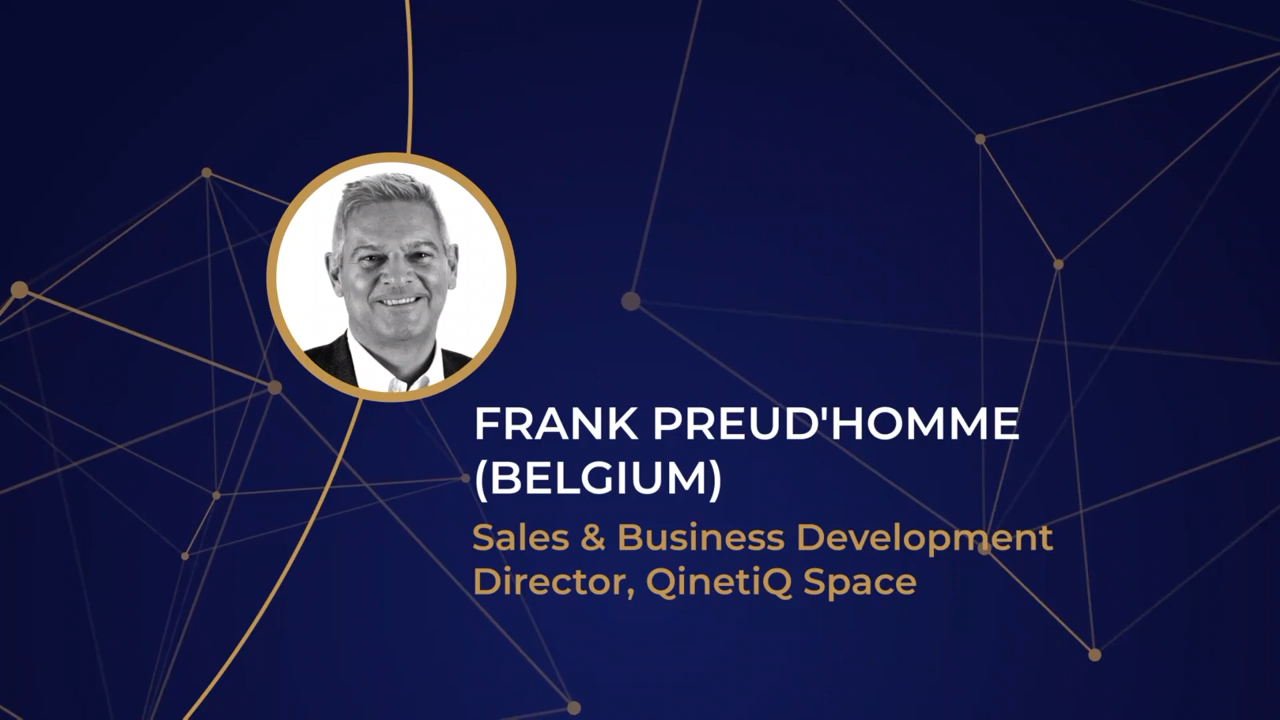 FRANK PREUD'HOMME
(BELGIUM)
Sales & Business Development
Director, QinetiQ Space